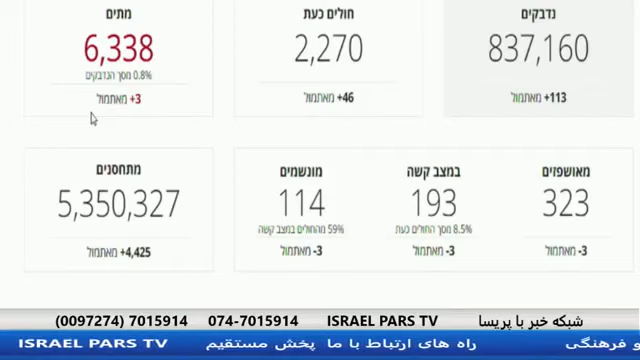 נדבקים
837,160
+113 מאתמול
חולים כעת
2,270
+46 מאתמול
מתים
6,338
0.8% מסך הנדבקים
+3 מאתמול
מאושפזים
323
-3 מאתמול
במצב קשה
193
8.5% מסך החולים כעת
-3 מאתמול
מונשמים
114
59% מהחולים במצב קשה
-3 מאתמול
מתחסנים
5,350,327
+4,425 מאתמול
شبکه خبر با پریسا ISRAEL PARS TV 074-7015914 (0097274) 7015914
و فرهنگی راه های ارتباط با ما پخش مستقیم ISRAEL PARS TV